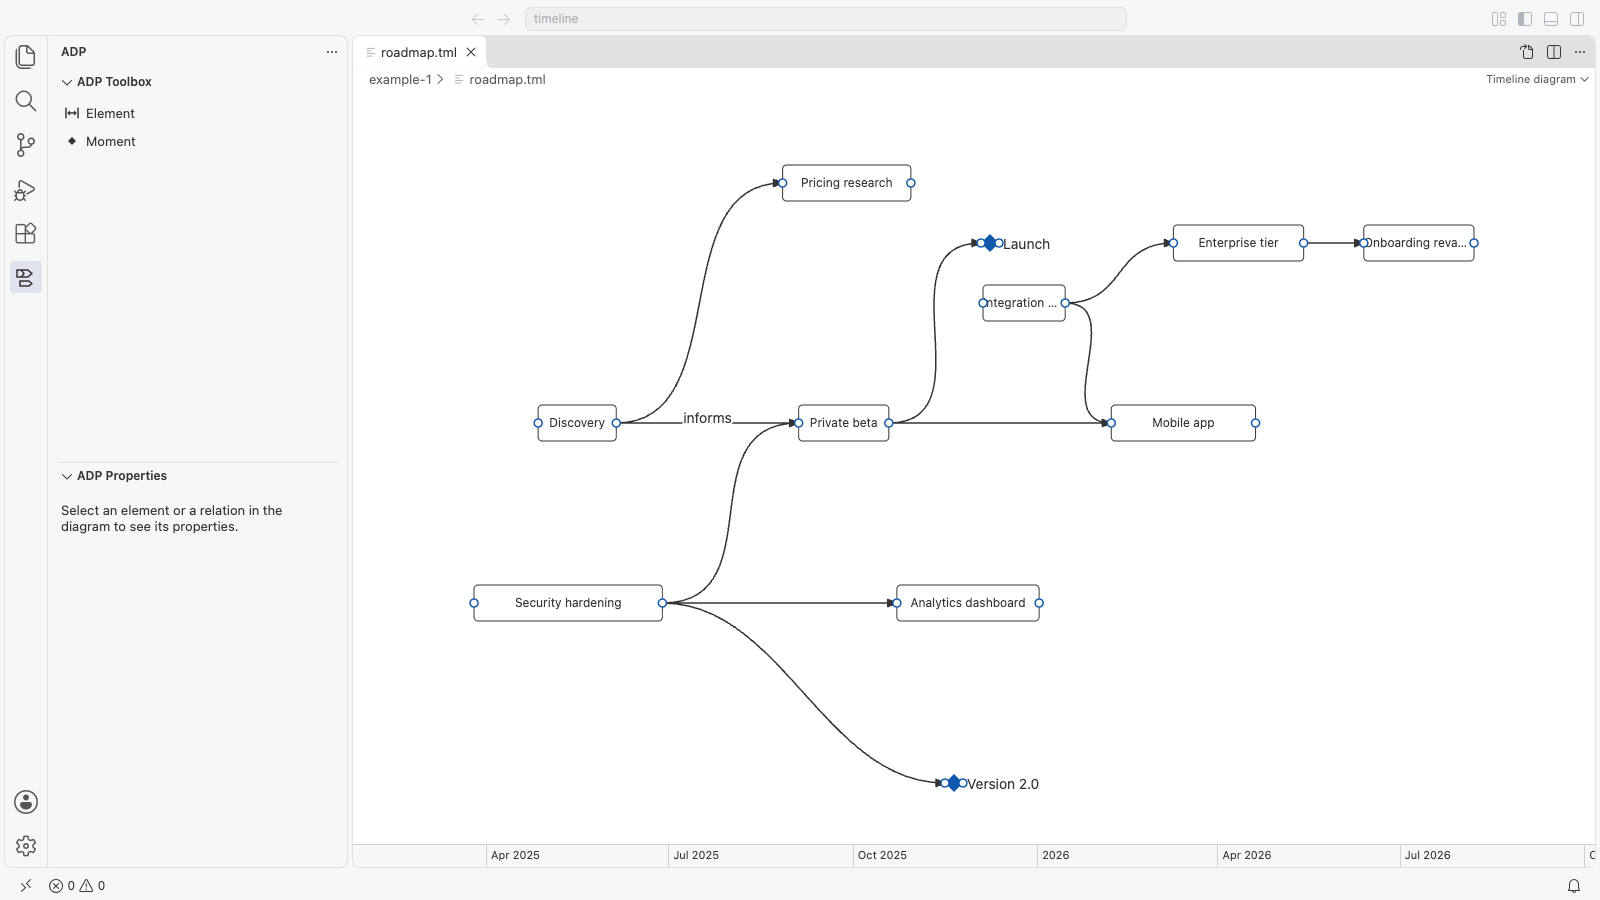 timeline
ADP
ADP Toolbox
Element
Moment
ADP Properties
Select an element or a relation in the
diagram to see its properties.
roadmap.tml
example-1
roadmap.tml
Timeline diagram
Pricing research
Launch
Enterprise tier
Onboarding reva...
ntegration ...
Discovery
informs
Private beta
Mobile app
Security hardening
Analytics dashboard
Version 2.0
Apr 2025
Jul 2025
Oct 2025
2026
Apr 2026
Jul 2026
0
0